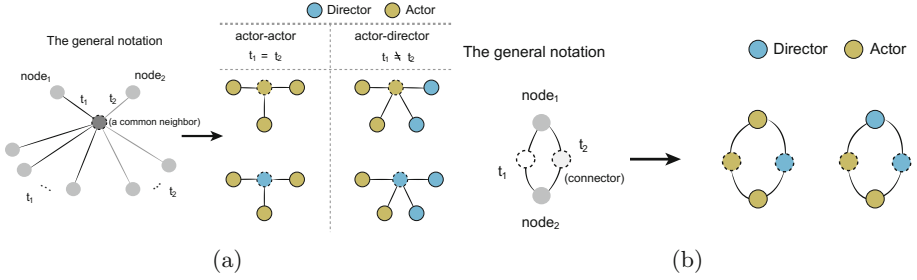 Director Actor
The general notation
actor-actor actor-director
t₁ = t₂ t₁ ≠ t₂
node₁ node₂
t₁ t₂
(a common neighbor)
... ...
t₁ t₂
(a)
The general notation
Director Actor
node₁
t₂
t₁
(connector)
node₂
(b)